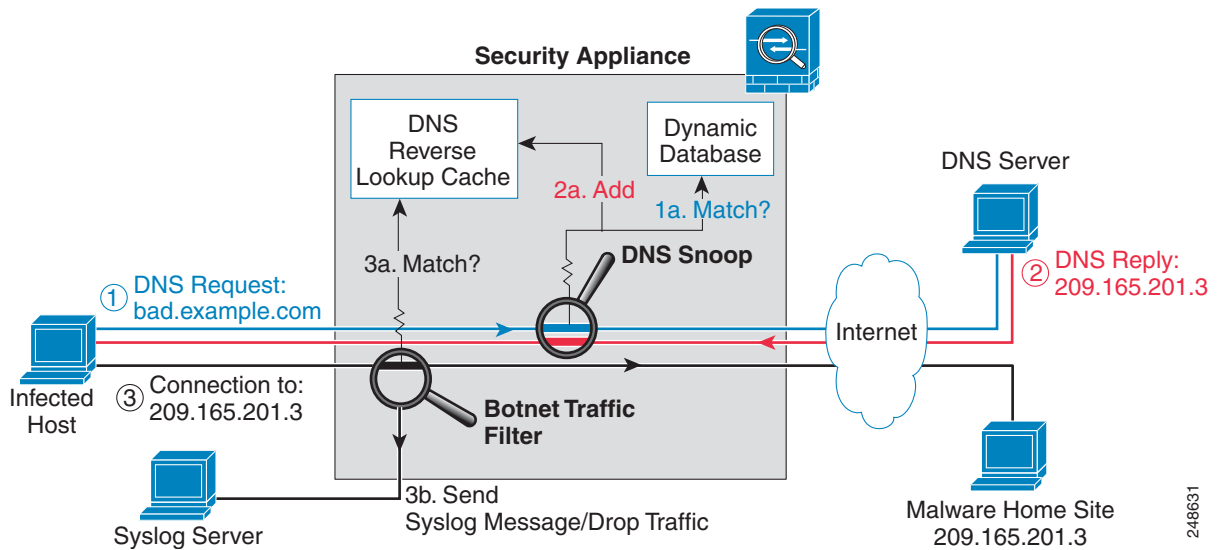 Security Appliance
DNS
Reverse
Lookup Cache
Dynamic
Database
DNS Server
2a. Add
1a. Match?
3a. Match?
DNS Snoop
1 DNS Request:
bad.example.com
2 DNS Reply:
209.165.201.3
Internet
Infected
Host
3 Connection to:
209.165.201.3
Botnet Traffic
Filter
3b. Send
Syslog Message/Drop Traffic
Syslog Server
Malware Home Site
209.165.201.3
248631